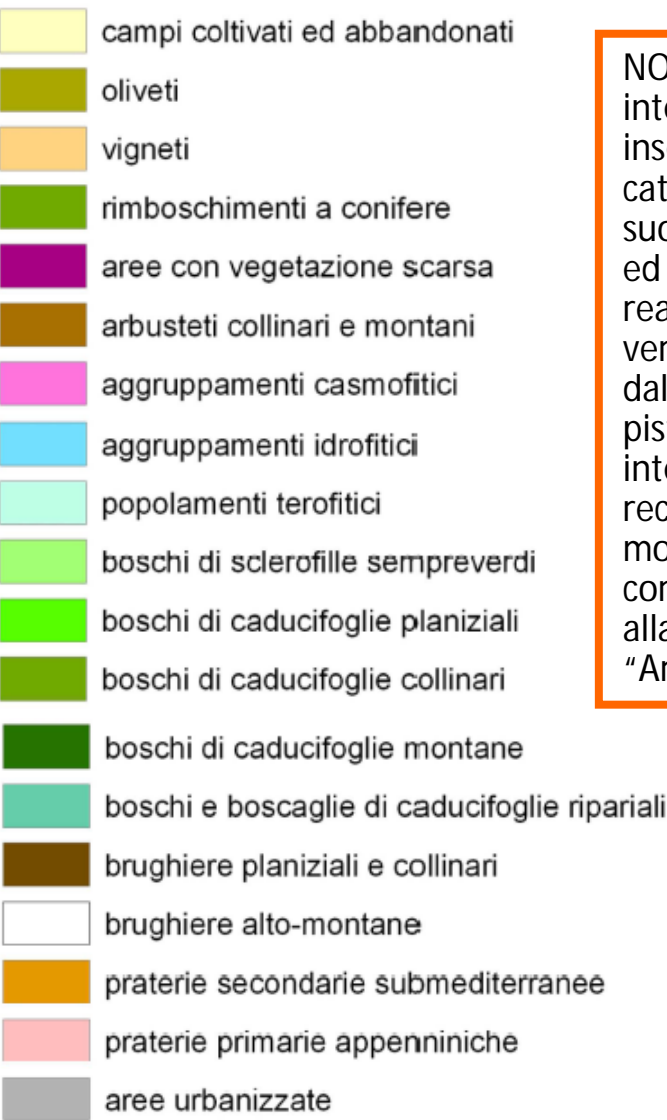 campi coltivati ed abbandonati
oliveti
vigneti
rimboschimenti a conifere
aree con vegetazione scarsa
arbusteti collinari e montani
aggruppamenti casmofitici
aggruppamenti idrofitici
popolamenti terofitici
boschi di sclerofille sempreverdi
boschi di caducifoglie planiziali
boschi di caducifoglie collinari
boschi di caducifoglie montane
boschi e boscaglie di caducifoglie ripariali
brughiere planiziali e collinari
brughiere alto-montane
praterie secondarie submediterranee
praterie primarie appenniniche
aree urbanizzate
ed